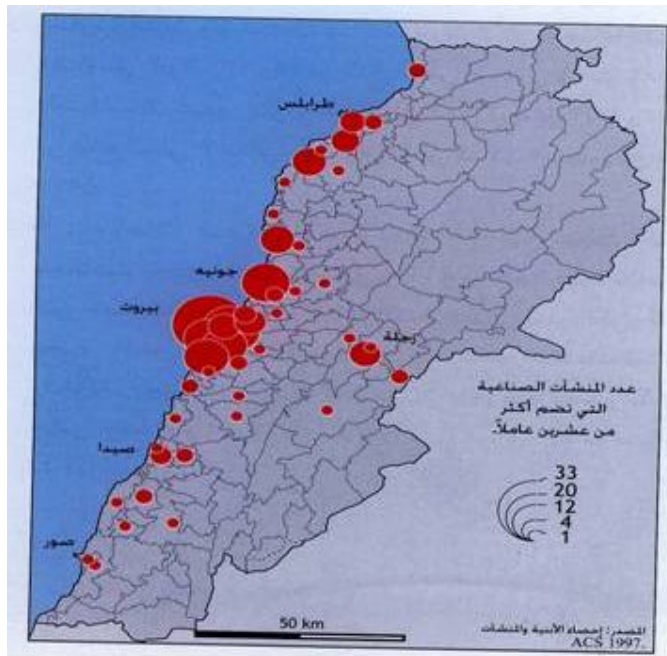 طرابلس
جونيه
بيروت
زحلة
صيدا
صور
عدد المنشآت الصناعية
التي تضم أكثر
من عشرين عاملاً.
33
20
12
4
1
50 km
المصدر: إحصاء الأبنية والمنشآت
ACS 1997.